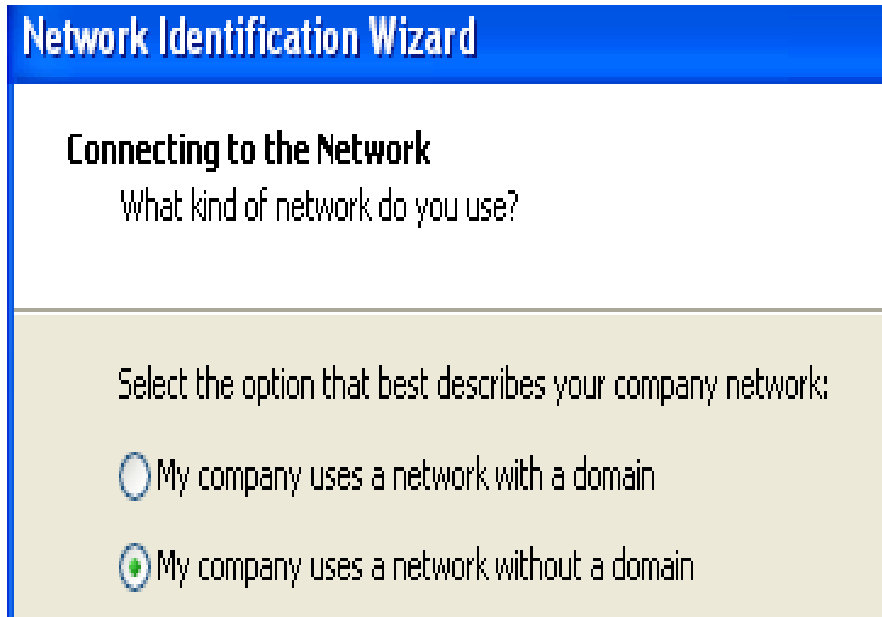 Network Identification Wizard
Connecting to the Network
What kind of network do you use?
Select the option that best describes your company network:
My company uses a network with a domain
My company uses a network without a domain